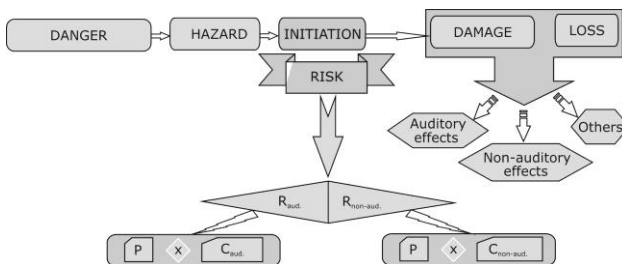 DANGER
HAZARD
INITIATION
DAMAGE
LOSS
RISK
Auditory
effects
Non-auditory
effects
Others
R aud.
R non-aud.
P
x
C aud.
P
x
C non-aud.